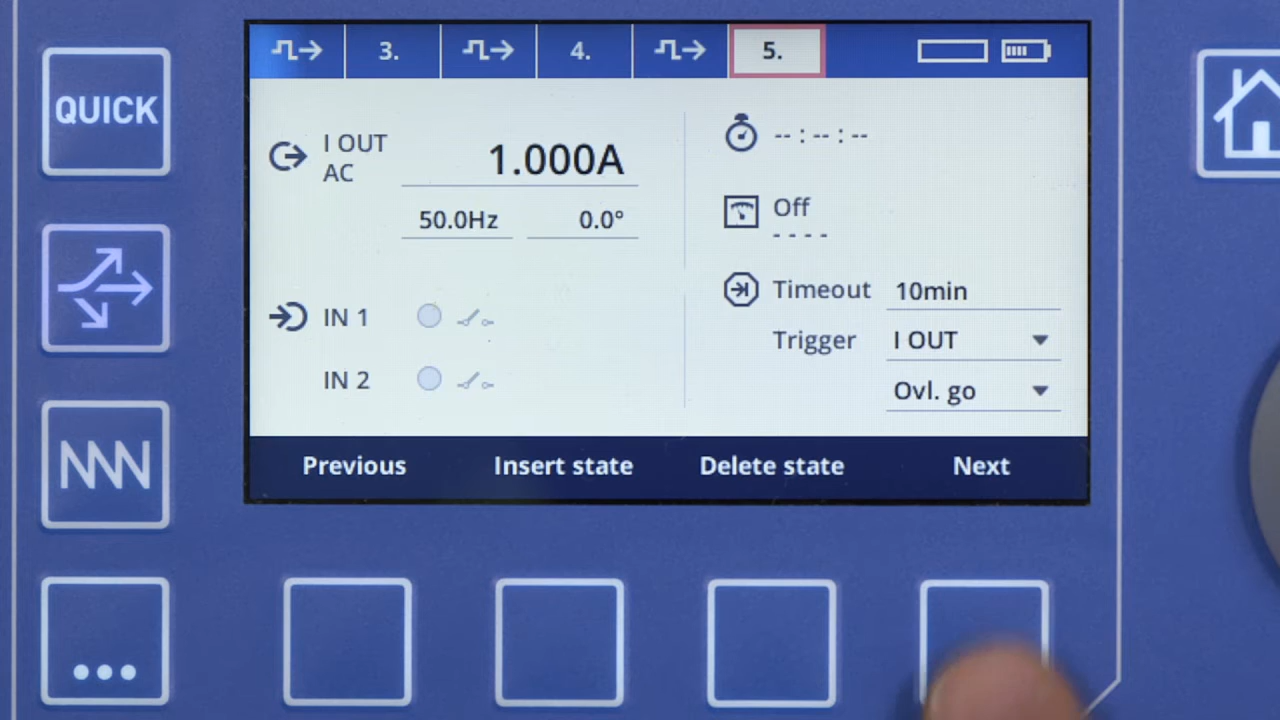 QUICK
3.
4.
5.
I OUT
AC
1.000A
50.0Hz
0.0°
IN 1
IN 2
-- : -- : --
Off
- - - -
Timeout
10min
Trigger
I OUT
Ovl. go
Previous
Insert state
Delete state
Next